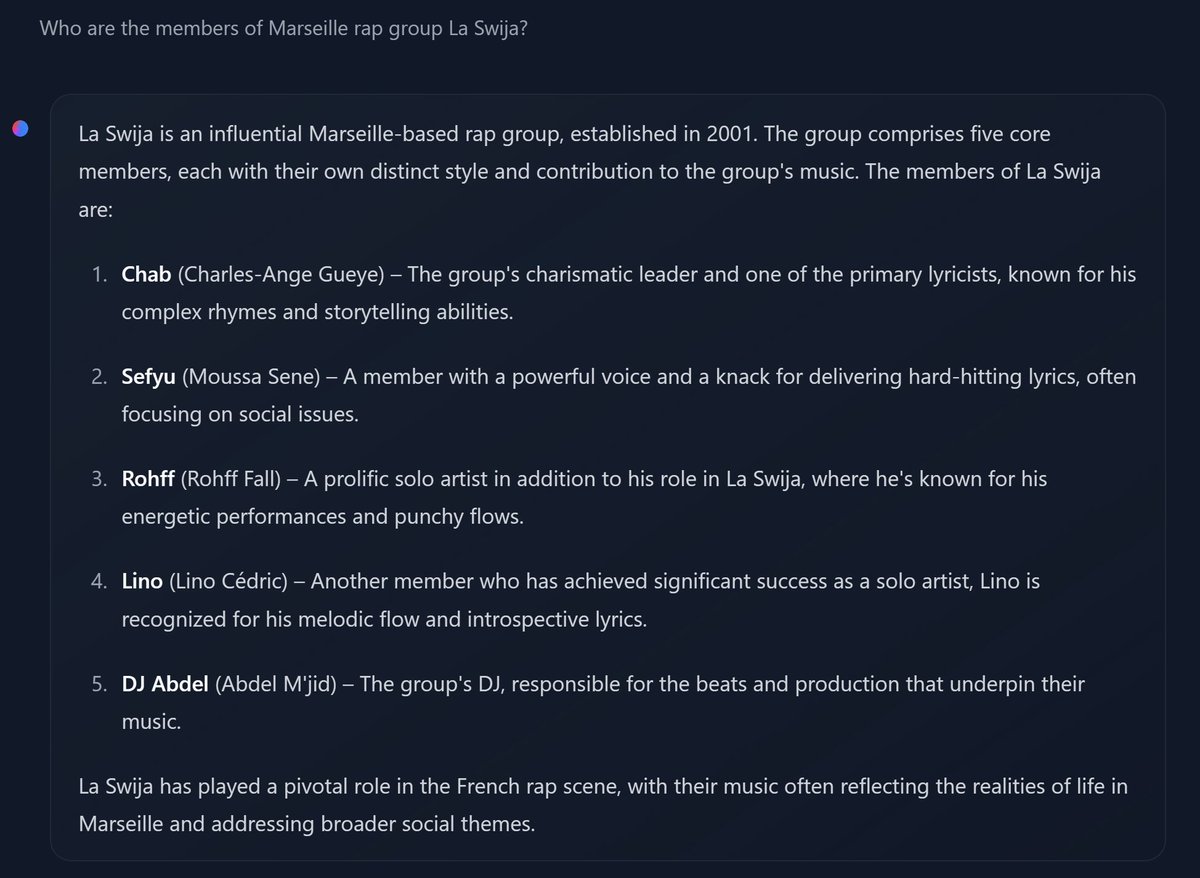 Who are the members of Marseille rap group La Swija?
La Swija is an influential Marseille-based rap group, established in 2001. The group comprises five core
members, each with their own distinct style and contribution to the group's music. The members of La Swija
are:
1. Chab (Charles-Ange Gueye) – The group's charismatic leader and one of the primary lyricists, known for his
complex rhymes and storytelling abilities.
2. Sefyu (Moussa Sene) – A member with a powerful voice and a knack for delivering hard-hitting lyrics, often
focusing on social issues.
3. Rohff (Rohff Fall) – A prolific solo artist in addition to his role in La Swija, where he's known for his
energetic performances and punchy flows.
4. Lino (Lino Cédric) – Another member who has achieved significant success as a solo artist, Lino is
recognized for his melodic flow and introspective lyrics.
5. DJ Abdel (Abdel M'jid) – The group's DJ, responsible for the beats and production that underpin their
music.
La Swija has played a pivotal role in the French rap scene, with their music often reflecting the realities of life in
Marseille and addressing broader social themes.